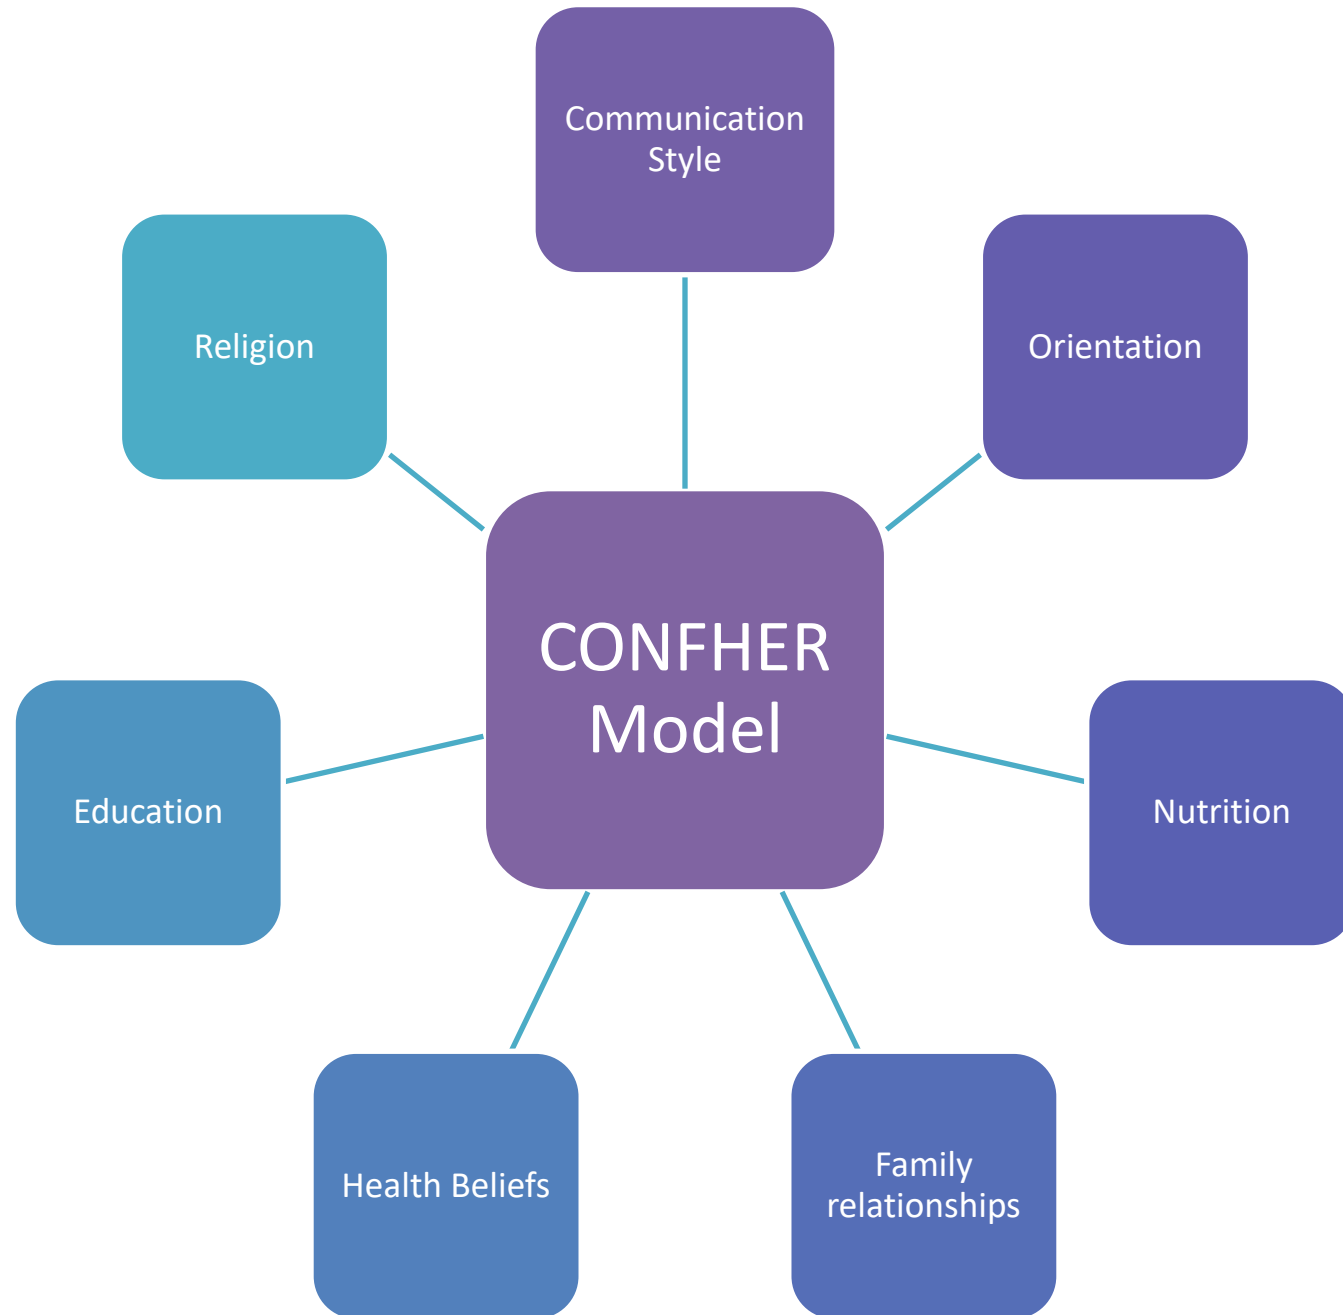 Communication
Style
Orientation
Nutrition
Family
relationships
Health Beliefs
Education
Religion
CONFHER
Model